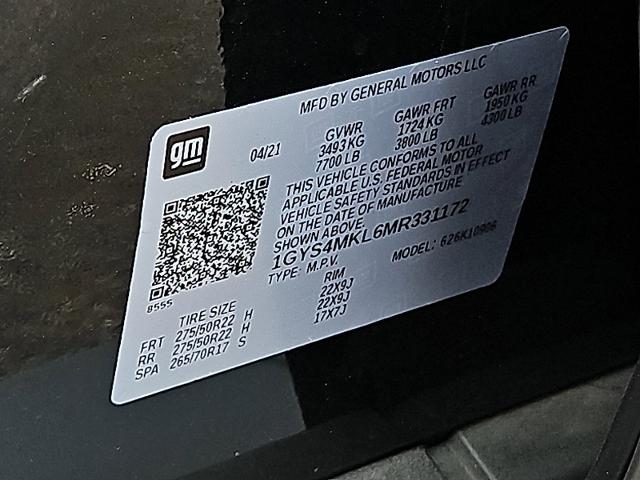 MFD BY GENERAL MOTORS LLC
gm
04/21
GVWR GAWR FRT GAWR RR
3493 KG 1724 KG 1950 KG
7700 LB 3800 LB 4300 LB
THIS VEHICLE CONFORMS TO ALL
APPLICABLE U.S. FEDERAL MOTOR
VEHICLE SAFETY STANDARDS IN EFFECT
ON THE DATE OF MANUFACTURE
SHOWN ABOVE.
1GYS4MKL6MR331172
TYPE: M.P.V. MODEL: 626K10906
8555
TIRE SIZE RIM
FRT 275/50R22 H 22X9J
RR 275/50R22 H 22X9J
SPA 265/70R17 S 17X7J